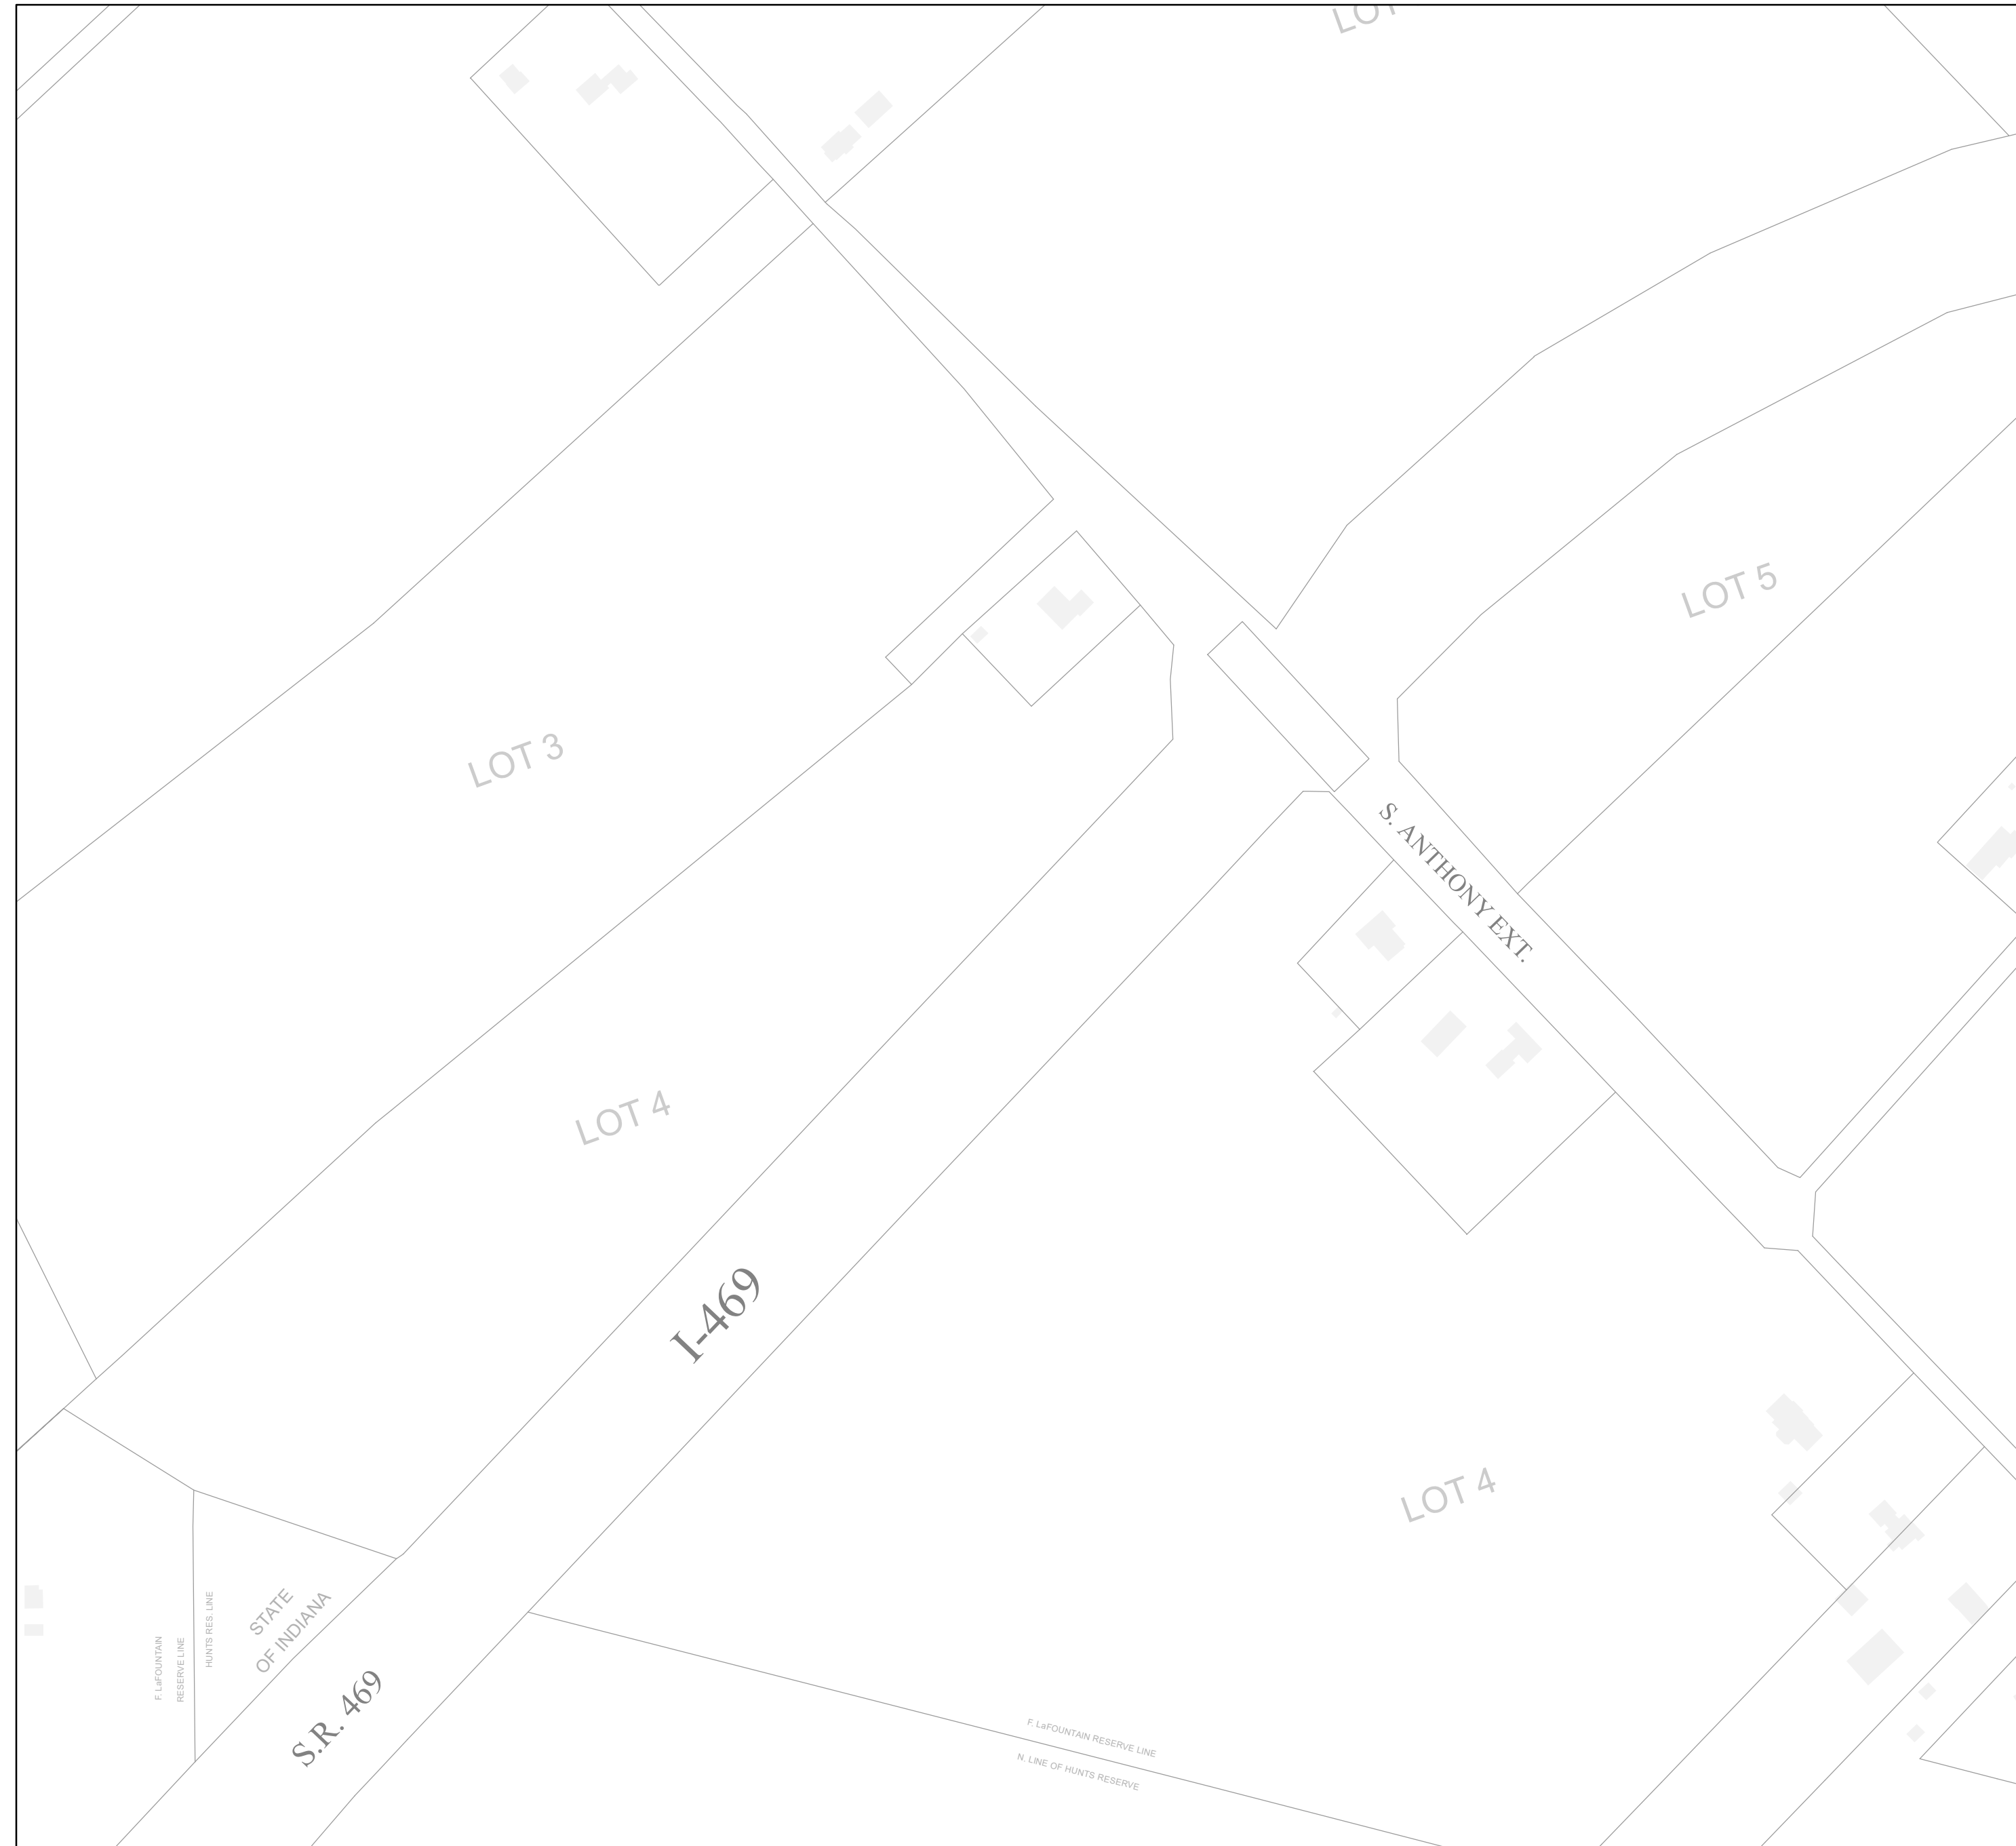 LOT
LOT 5
LOT 3
S. ANTHONY EXT.
LOT 4
I-469
LOT 4
STATE
OF INDIANA
HUNTS RES. LINE
F. LaFOUNTAIN
RESERVE LINE
S.R. 469
F. LaFOUNTAIN RESERVE LINE
N. LINE OF HUNTS RESERVE